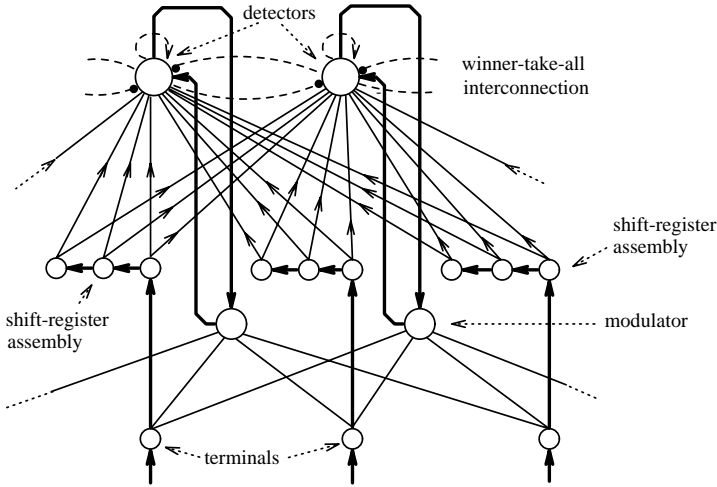 detectors
winner-take-all
interconnection
shift-register
assembly
shift-register
assembly
modulator
terminals